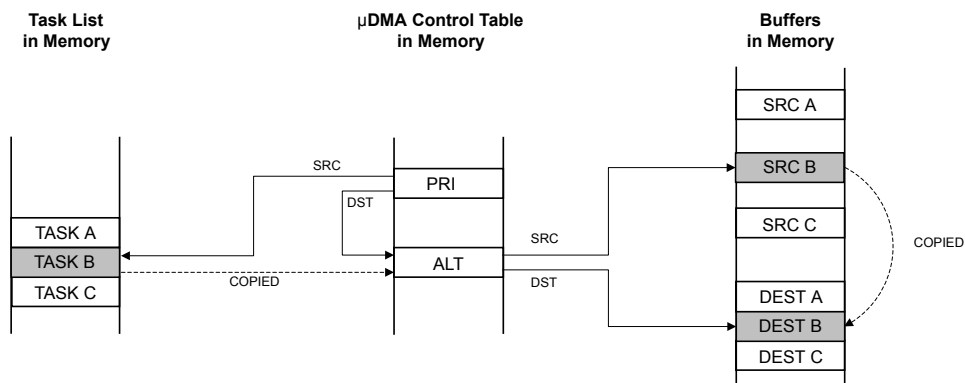 Task List
in Memory
µDMA Control Table
in Memory
Buffers
in Memory
SRC A
SRC
SRC B
PRI
DST
SRC C
TASK A
SRC
COPIED
TASK B
ALT
COPIED
DST
TASK C
DEST A
DEST B
DEST C